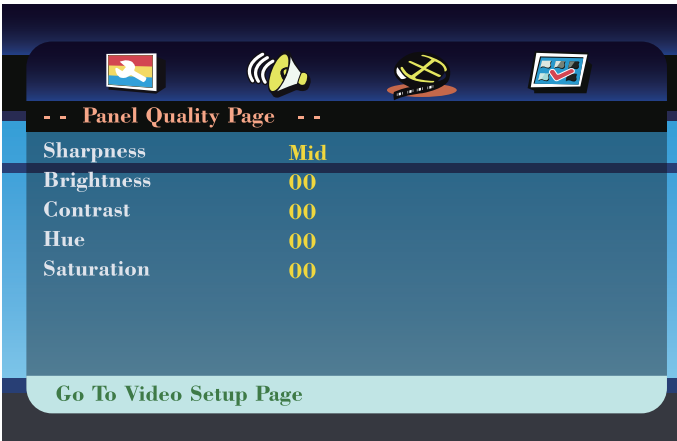 - - Panel Quality Page - -
Sharpness Mid
Brightness 00
Contrast 00
Hue 00
Saturation 00
Go To Video Setup Page